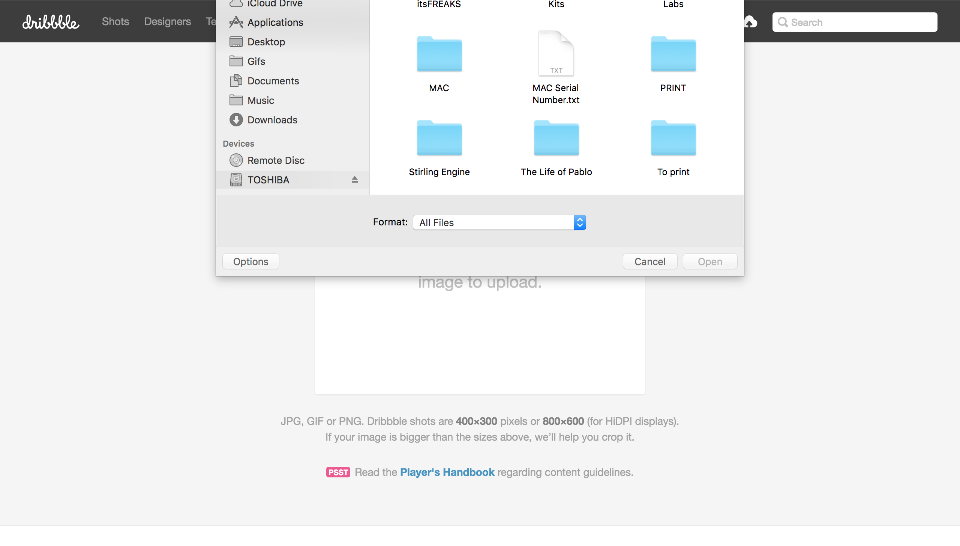 dribbble
Shots
Designers
Te
Search
iCloud Drive
Applications
Desktop
Gifs
Documents
Music
Downloads
Devices
Remote Disc
TOSHIBA
itsFREAKS
Kits
Labs
TXT
MAC
MAC Serial
Number.txt
PRINT
Stirling Engine
The Life of Pablo
To print
Format:
All Files
Options
Cancel
Open
image to upload.
JPG, GIF or PNG. Dribbble shots are 400×300 pixels or 800×600 (for HiDPI displays).
If your image is bigger than the sizes above, we'll help you crop it.
PSST Read the Player's Handbook regarding content guidelines.